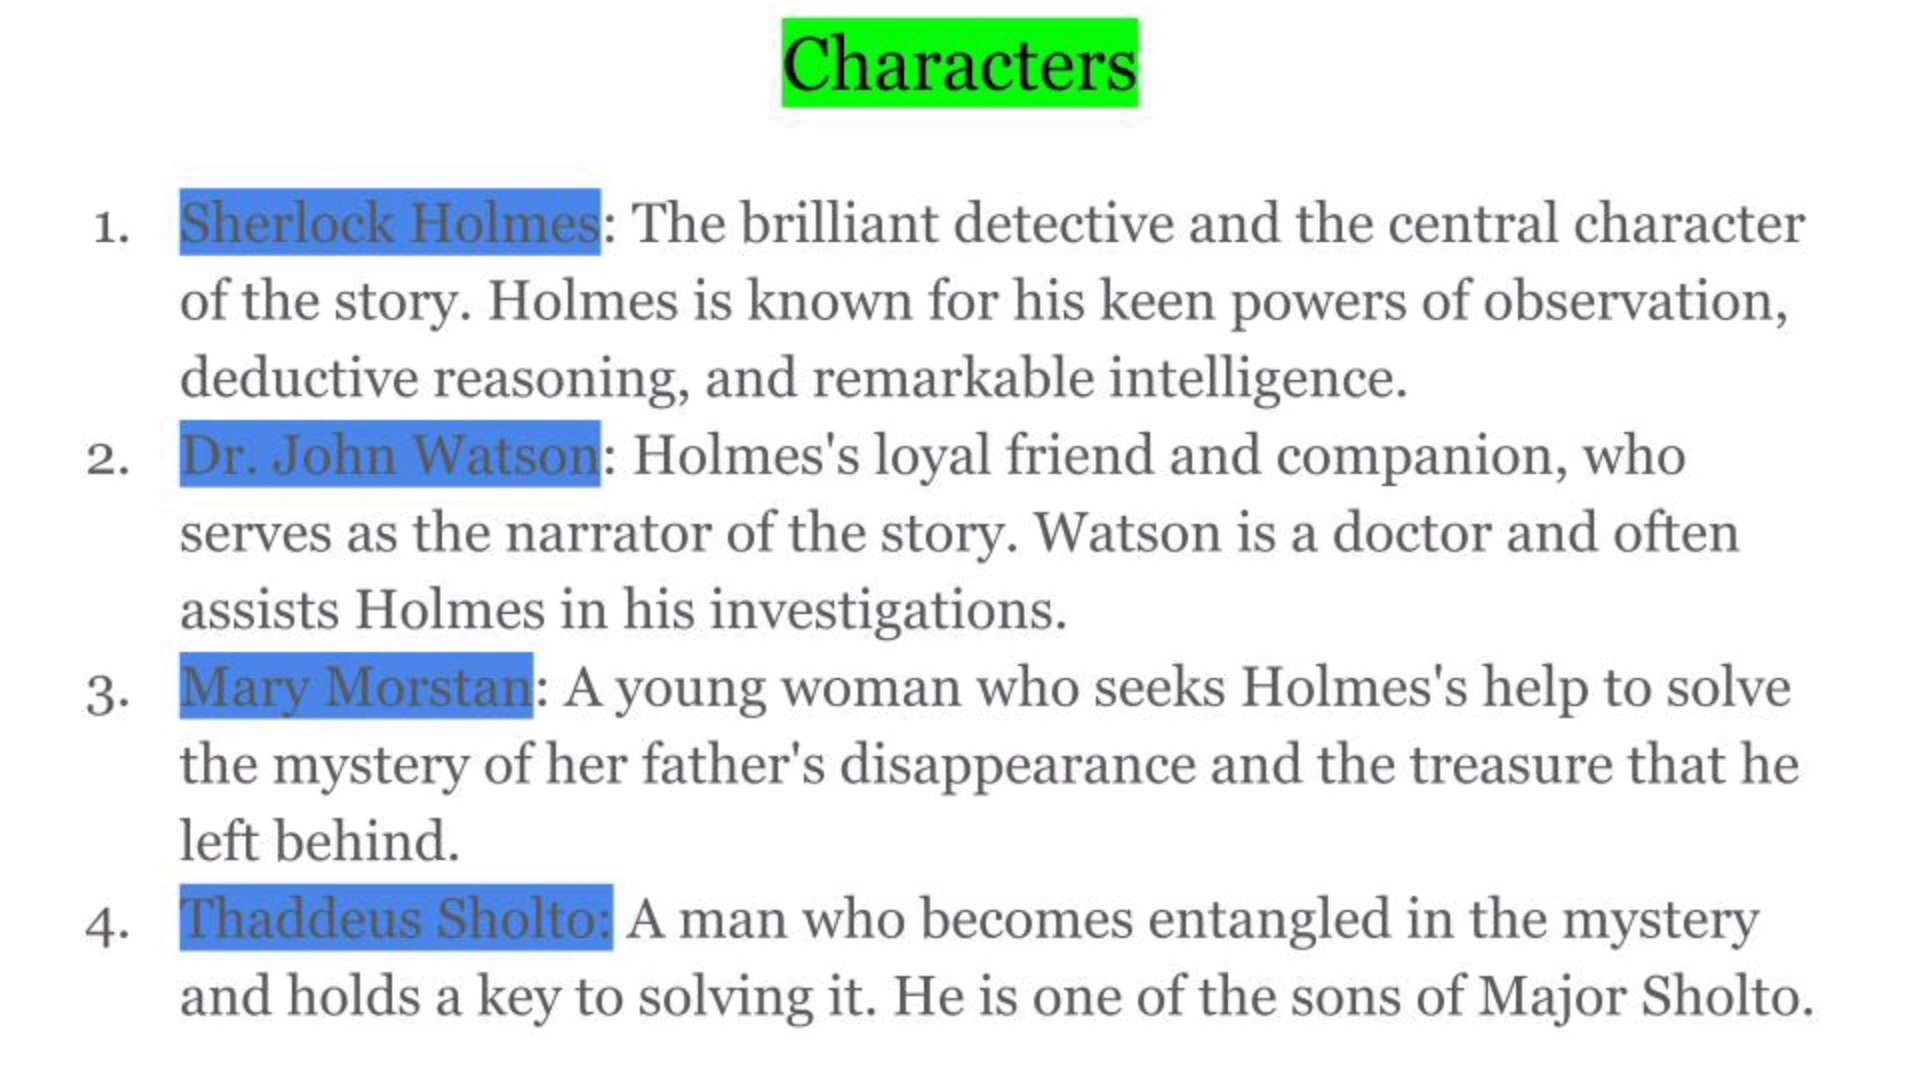 Characters
1. Sherlock Holmes: The brilliant detective and the central character
of the story. Holmes is known for his keen powers of observation,
deductive reasoning, and remarkable intelligence.
2. Dr. John Watson: Holmes's loyal friend and companion, who
serves as the narrator of the story. Watson is a doctor and often
assists Holmes in his investigations.
3. Mary Morstan: A young woman who seeks Holmes's help to solve
the mystery of her father's disappearance and the treasure that he
left behind.
4. Thaddeus Sholto: A man who becomes entangled in the mystery
and holds a key to solving it. He is one of the sons of Major Sholto.